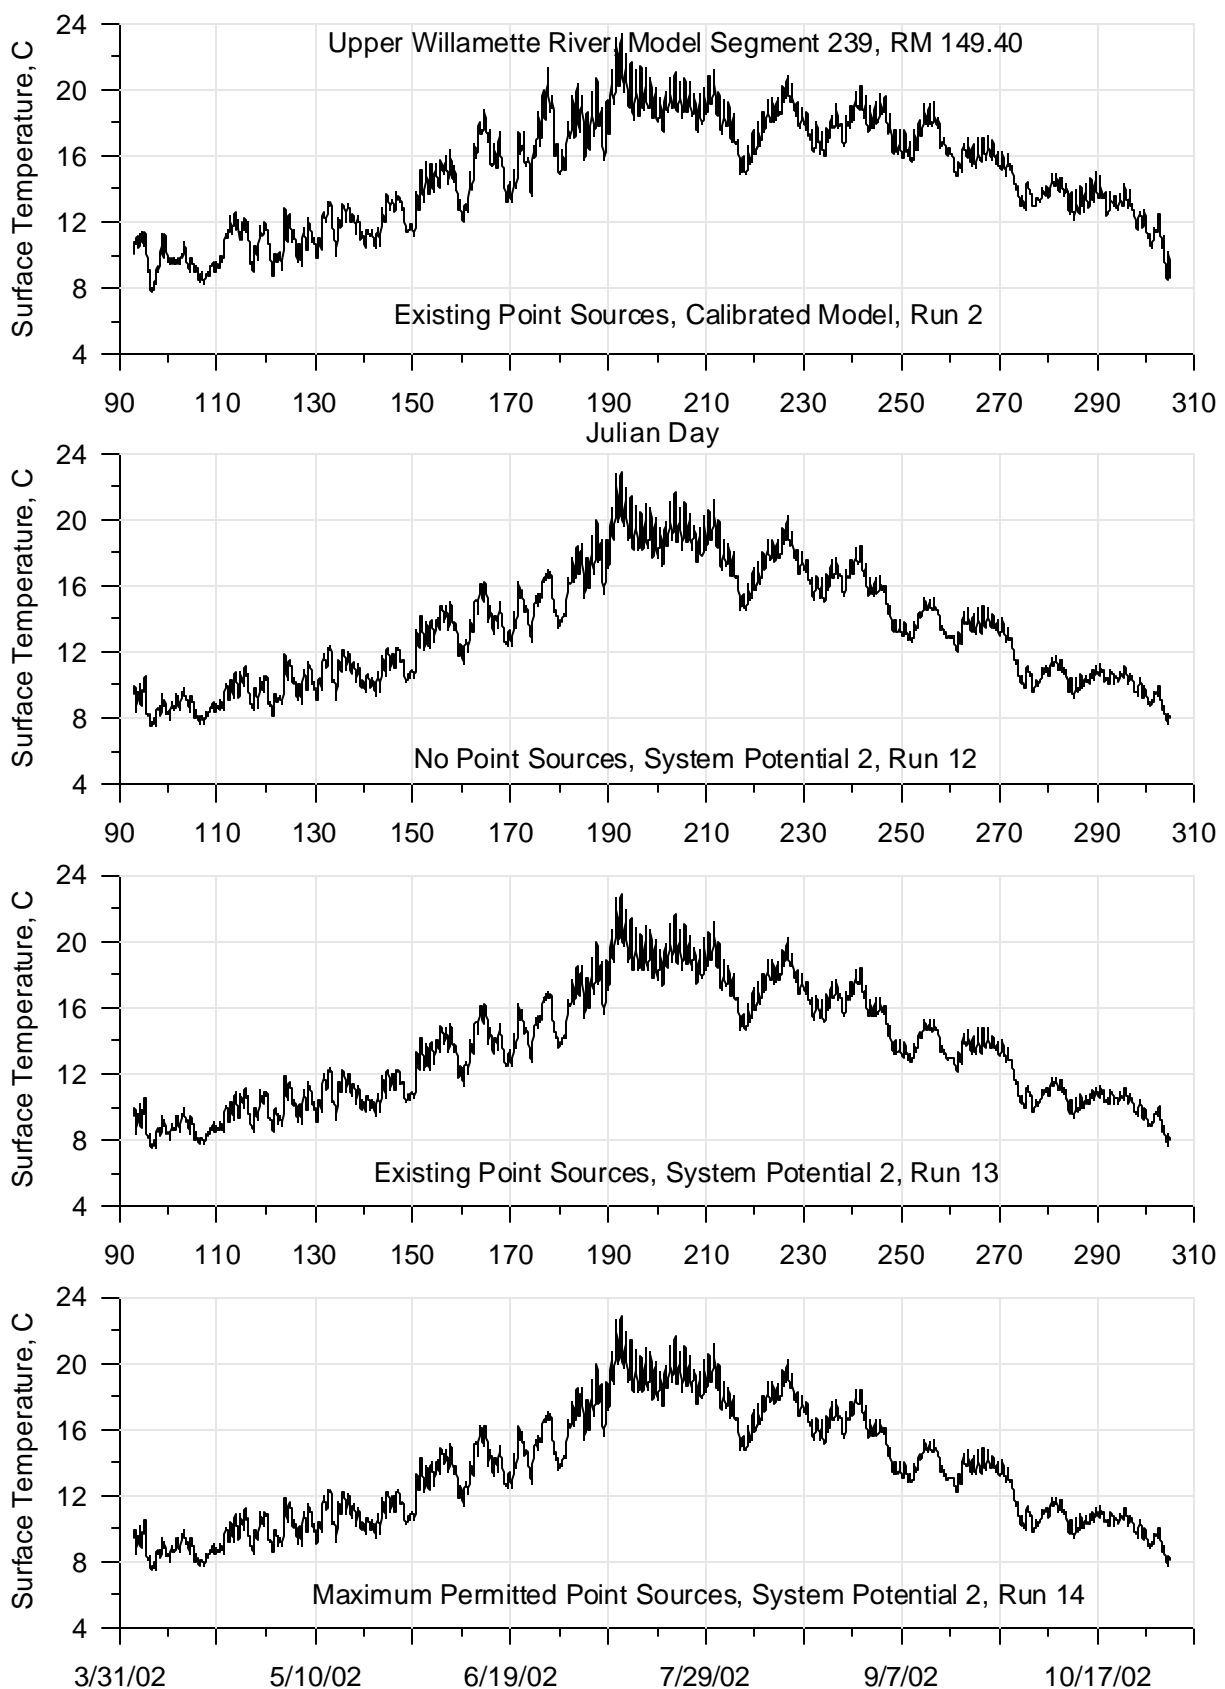 24
Upper Willamette River, Model Segment 239, RM 149.40
20
16
12
8
4
Surface Temperature, C
Existing Point Sources, Calibrated Model, Run 2
90 110 130 150 170 190 210 230 250 270 290 310
Julian Day
24
20
16
12
8
4
Surface Temperature, C
No Point Sources, System Potential 2, Run 12
90 110 130 150 170 190 210 230 250 270 290 310
24
20
16
12
8
4
Surface Temperature, C
Existing Point Sources, System Potential 2, Run 13
90 110 130 150 170 190 210 230 250 270 290 310
24
20
16
12
8
4
Surface Temperature, C
Maximum Permitted Point Sources, System Potential 2, Run 14
3/31/02 5/10/02 6/19/02 7/29/02 9/7/02 10/17/02